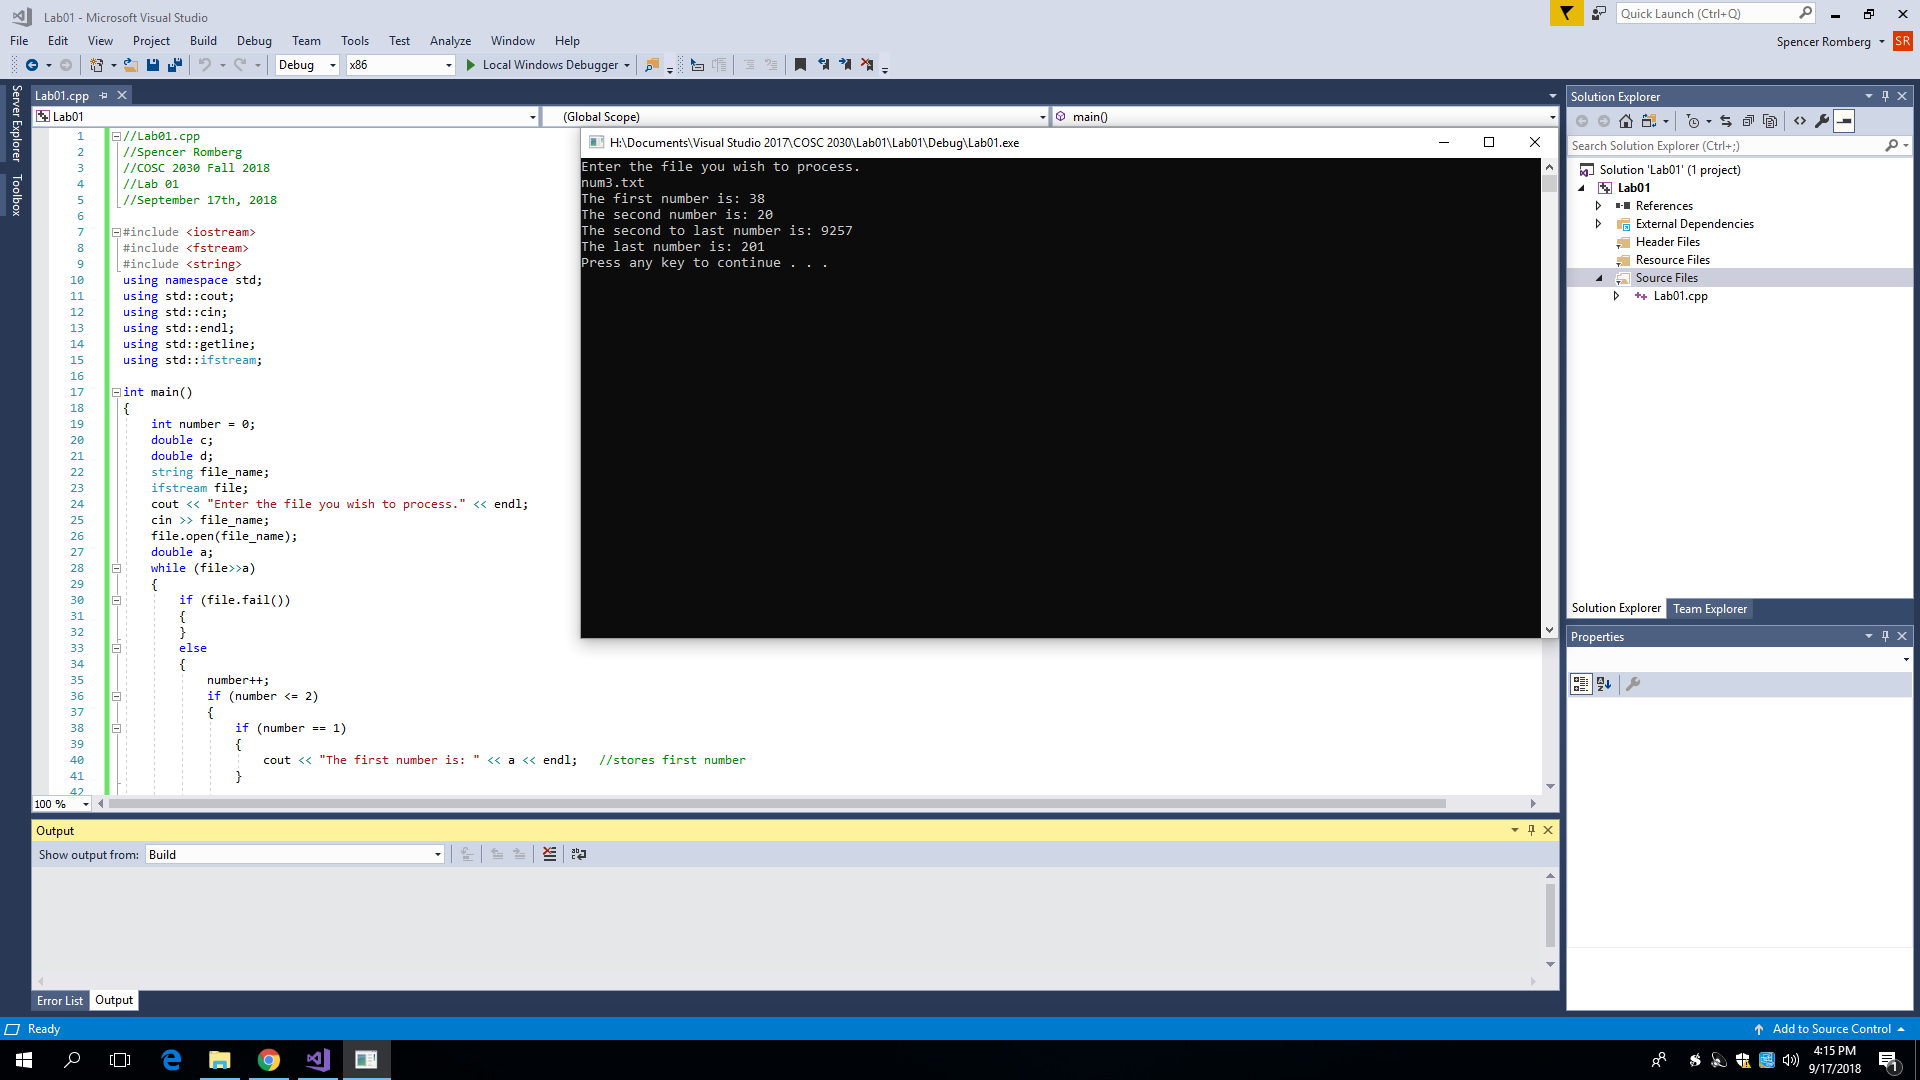 Lab01 - Microsoft Visual Studio
Quick Launch (Ctrl+Q)
File Edit View Project Build Debug Team Tools Test Analyze Window Help
Spencer Romberg SR
Debug x86 Local Windows Debugger
Server Explorer
Toolbox
Lab01.cpp
Lab01 (Global Scope) main()
1 //Lab01.cpp
2 //Spencer Romberg
3 //COSC 2030 Fall 2018
4 //Lab 01
5 //September 17th, 2018
6
7 #include <iostream>
8 #include <fstream>
9 #include <string>
10 using namespace std;
11 using std::cout;
12 using std::cin;
13 using std::endl;
14 using std::getline;
15 using std::ifstream;
16
17 int main()
18 {
19 int number = 0;
20 double c;
21 double d;
22 string file_name;
23 ifstream file;
24 cout << "Enter the file you wish to process." << endl;
25 cin >> file_name;
26 file.open(file_name);
27 double a;
28 while (file>>a)
29 {
30 if (file.fail())
31 {
32 }
33 else
34 {
35 number++;
36 if (number <= 2)
37 {
38 if (number == 1)
39 {
40 cout << "The first number is: " << a << endl; //stores first number
41 }
42
100 %
H:\Documents\Visual Studio 2017\COSC 2030\Lab01\Lab01\Debug\Lab01.exe
Enter the file you wish to process.
num3.txt
The first number is: 38
The second number is: 20
The second to last number is: 9257
The last number is: 201
Press any key to continue . . .
Solution Explorer
Search Solution Explorer (Ctrl+;)
Solution 'Lab01' (1 project)
Lab01
References
External Dependencies
Header Files
Resource Files
Source Files
Lab01.cpp
Solution Explorer Team Explorer
Properties
Output
Show output from: Build
Error List Output
Ready
Add to Source Control
4:15 PM
9/17/2018
1